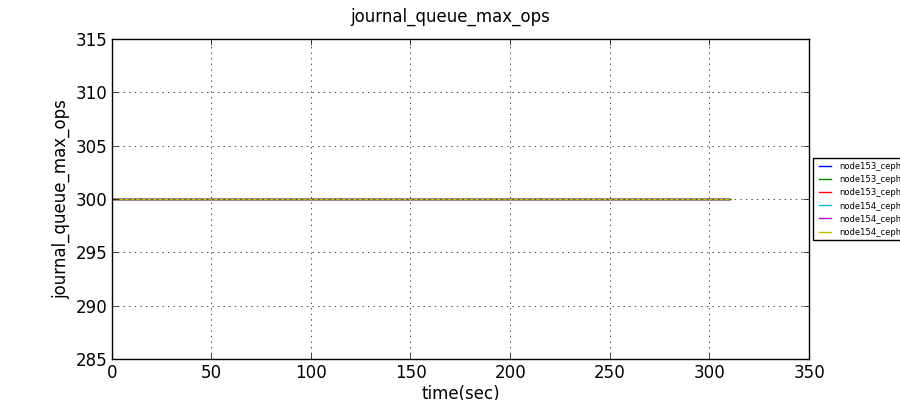 journal_queue_max_ops
journal_queue_max_ops
315
310
305
300
295
290
285
0 50 100 150 200 250 300 350
time(sec)
node153_ceph
node153_ceph
node153_ceph
node154_ceph
node154_ceph
node154_ceph